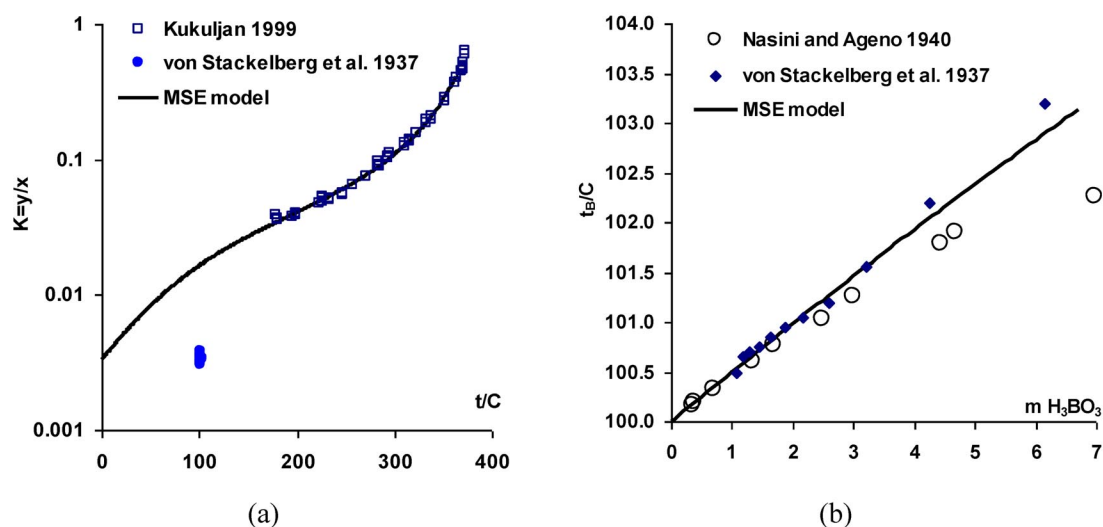 1
0.1
0.01
0.001
K=y/x
Kukuljan 1999
von Stackelberg et al. 1937
MSE model
t/C
0 100 200 300 400
(a)
104.0
103.5
103.0
102.5
102.0
101.5
101.0
100.5
100.0
t_B/C
Nasini and Ageno 1940
von Stackelberg et al. 1937
MSE model
m H₃BO₃
0 1 2 3 4 5 6 7
(b)